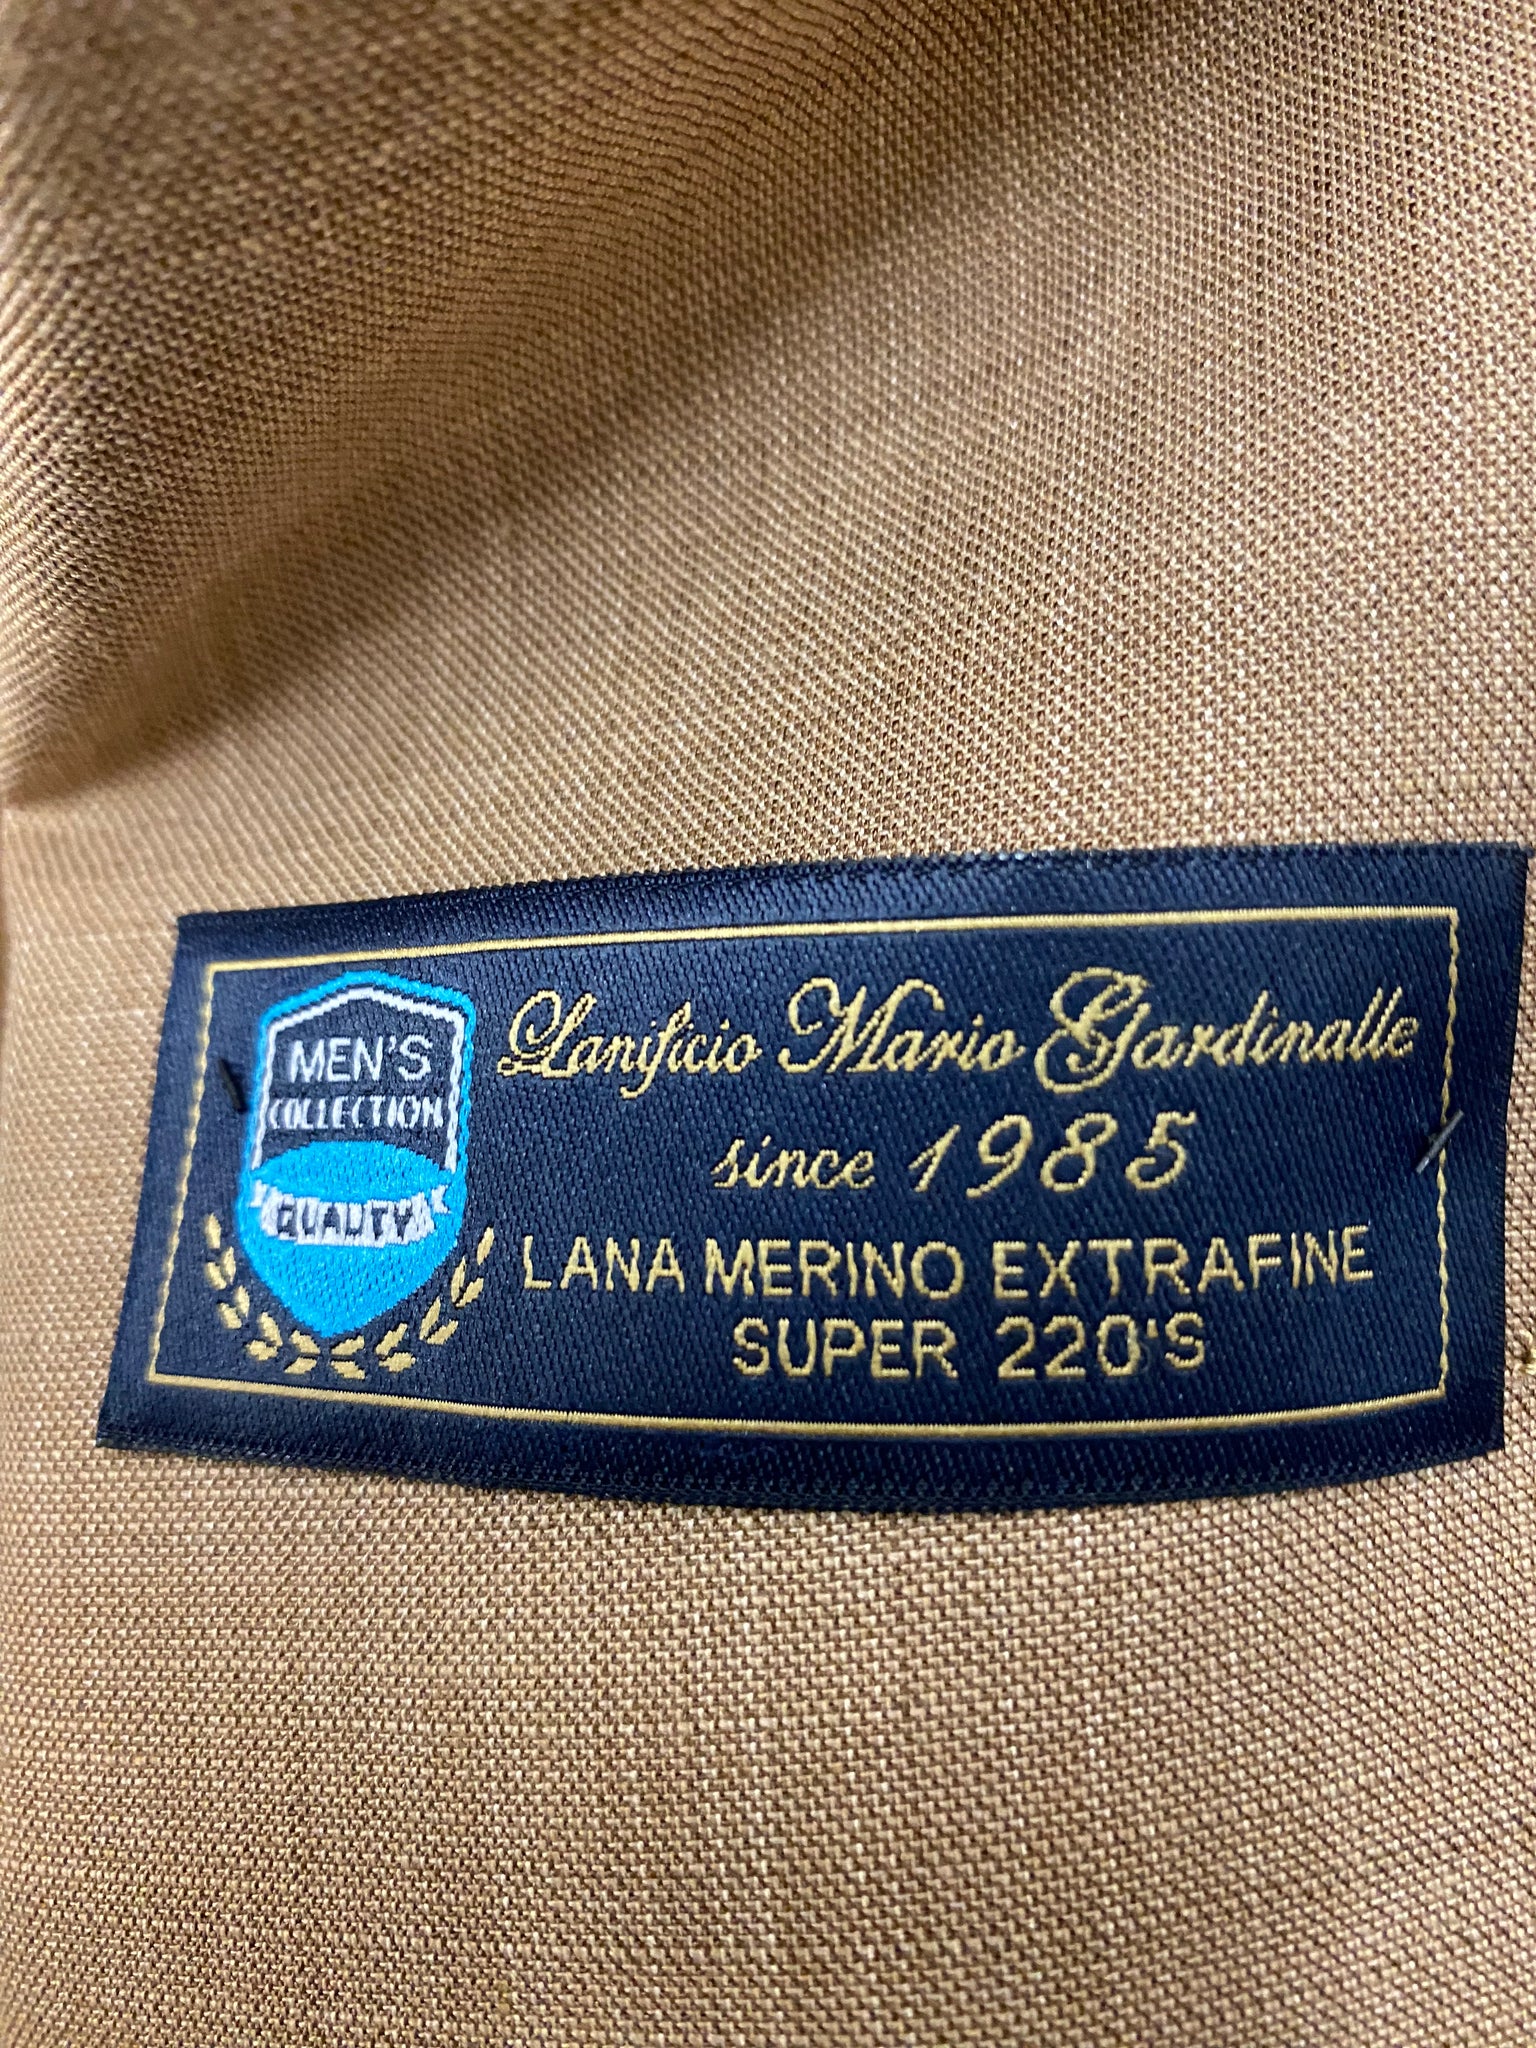 MEN'S
COLLECTION
QUALITY
Lanificio Mario Gardinalle
since 1985
LANA MERINO EXTRAFINE
SUPER 220'S